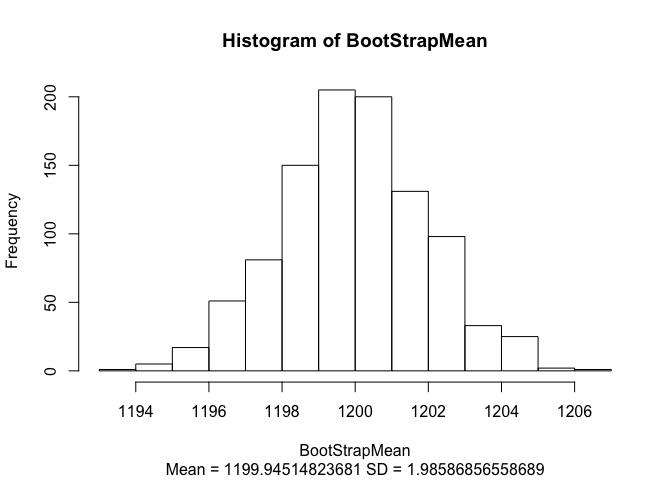 Histogram of BootStrapMean
Frequency
200
150
100
50
0
1194 1196 1198 1200 1202 1204 1206
BootStrapMean
Mean = 1199.94514823681 SD = 1.98586856558689